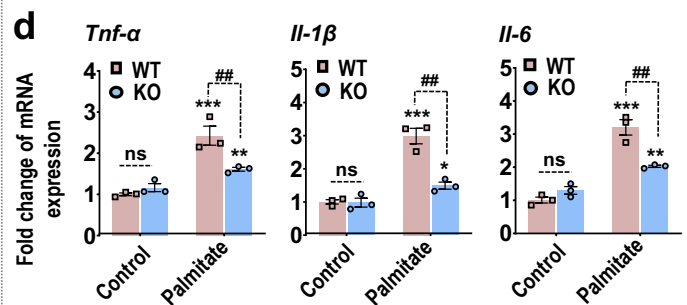 d
Tnf-α
Il-1β
Il-6
Fold change of mRNA
expression
4
3
2
1
0
WT
KO
ns
***
##
**
Control
Palmitate
5
4
3
2
1
0
WT
KO
ns
***
##
*
Control
Palmitate
5
4
3
2
1
0
WT
KO
ns
***
##
**
Control
Palmitate